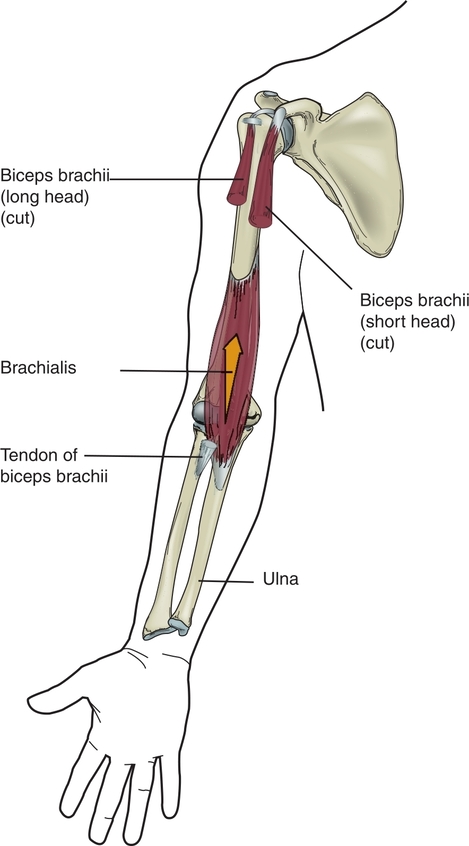 Biceps brachii
(long head)
(cut)
Biceps brachii
(short head)
(cut)
Brachialis
Tendon of
biceps brachii
Ulna